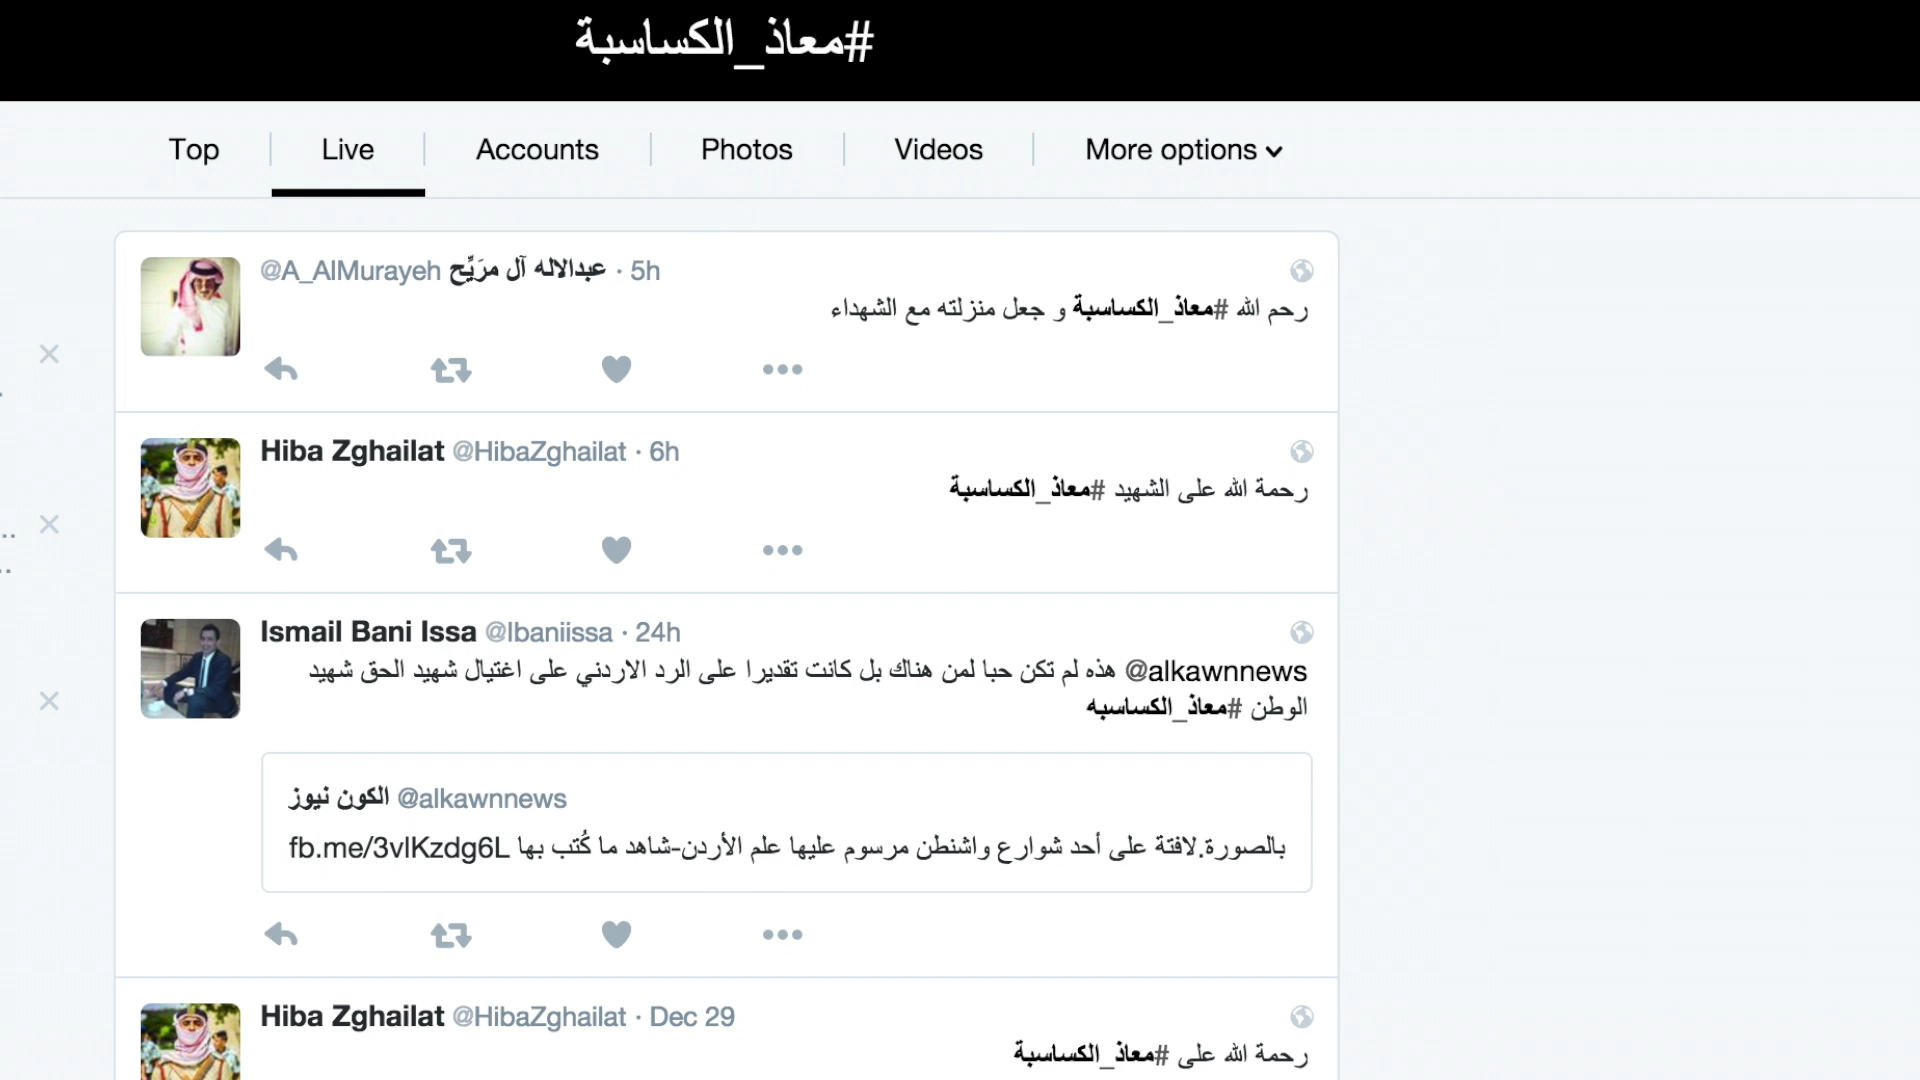 #معاذ_الكساسبة
Top Live Accounts Photos Videos More options
@A_AlMurayeh عبدالاله آل مرَيِّح · 5h
رحم الله #معاذ_الكساسبة و جعل منزلته مع الشهداء
Hiba Zghailat @HibaZghailat · 6h
رحمة الله على الشهيد #معاذ_الكساسبة
Ismail Bani Issa @Ibaniissa · 24h
@alkawnnews هذه لم تكن حبا لمن هناك بل كانت تقديرا على الرد الاردني على اغتيال شهيد الحق شهيد
الوطن #معاذ_الكساسبه
الكون نيوز @alkawnnews
بالصورة.لافتة على أحد شوارع واشنطن مرسوم عليها علم الأردن-شاهد ما كُتب بها fb.me/3vlKzdg6L
Hiba Zghailat @HibaZghailat · Dec 29
رحمة الله على #معاذ_الكساسبة